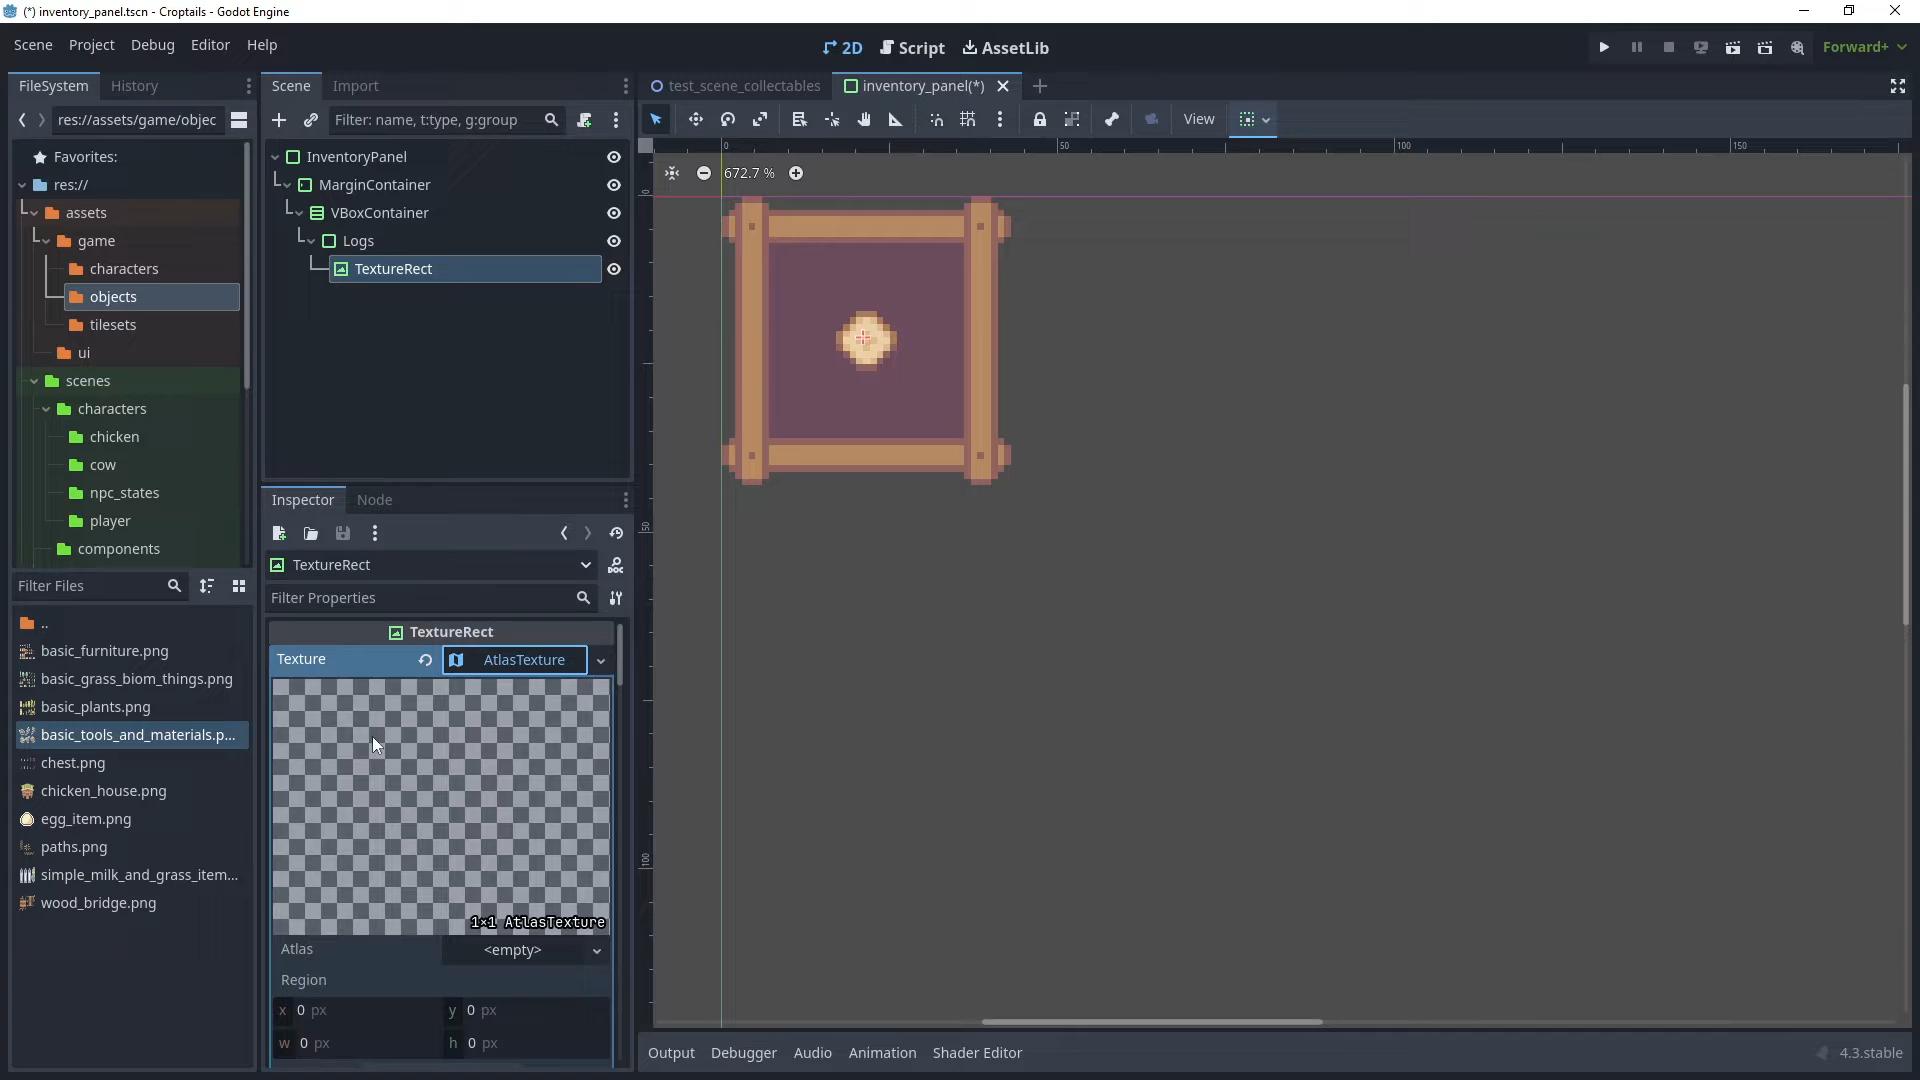 (*) inventory_panel.tscn - Croptails - Godot Engine
Scene Project Debug Editor Help
2D Script AssetLib
Forward+
FileSystem History
res://assets/game/objec
Favorites:
res://
assets
game
characters
objects
tilesets
ui
scenes
characters
chicken
cow
npc_states
player
components
Filter Files
..
basic_furniture.png
basic_grass_biom_things.png
basic_plants.png
basic_tools_and_materials.p...
chest.png
chicken_house.png
egg_item.png
paths.png
simple_milk_and_grass_item...
wood_bridge.png
Scene Import
Filter: name, t:type, g:group
InventoryPanel
MarginContainer
VBoxContainer
Logs
TextureRect
Inspector Node
TextureRect
Filter Properties
TextureRect
Texture AtlasTexture
1×1 AtlasTexture
Atlas <empty>
Region
x 0 px y 0 px
w 0 px h 0 px
test_scene_collectables inventory_panel(*)
View
0 50 100 150
672.7 %
0
50
100
Output Debugger Audio Animation Shader Editor
4.3.stable